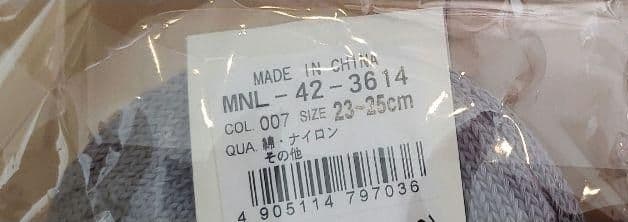 MADE IN CHINA
MNL-42-3614
COL. 007 SIZE 23~25cm
QUA. 綿・ナイロン
その他
4 905114 797036